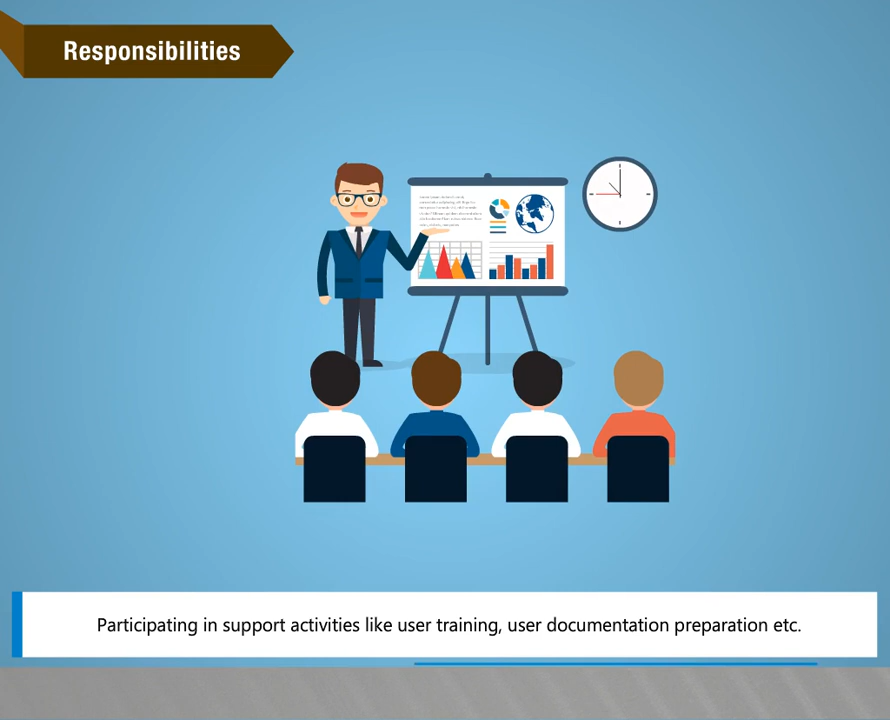 Responsibilities
Participating in support activities like user training, user documentation preparation etc.